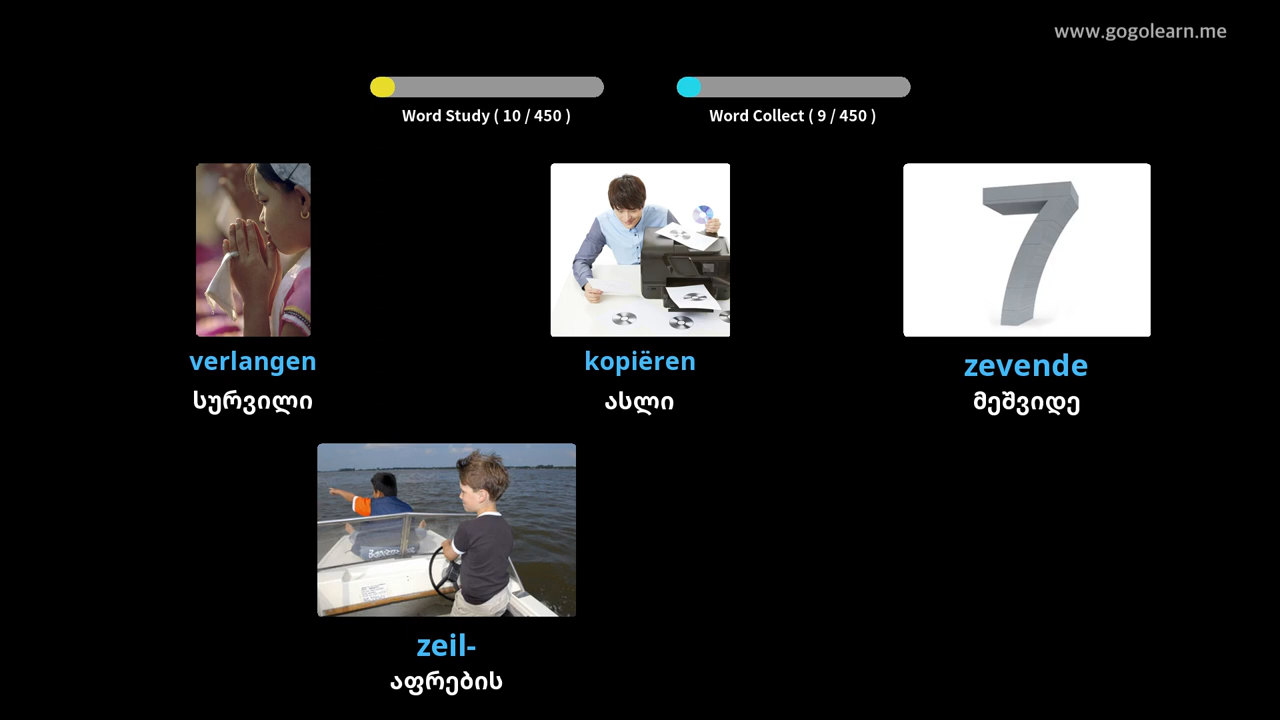 www.gogolearn.me
Word Study ( 10 / 450 )
Word Collect ( 9 / 450 )
verlangen
kopiëren
zevende
სურვილი
ასლი
მეშვიდე
zeil-
აფრების